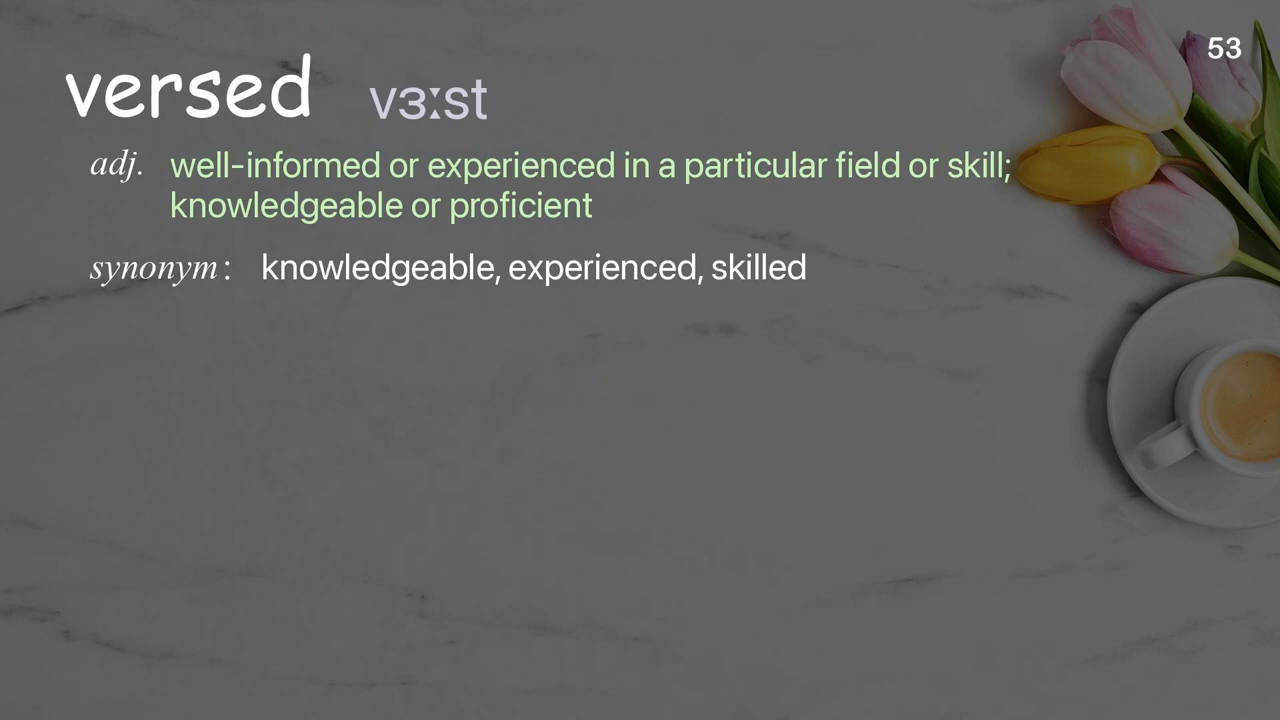 53
versed vɜːst
adj. well-informed or experienced in a particular field or skill;
knowledgeable or proficient
synonym: knowledgeable, experienced, skilled